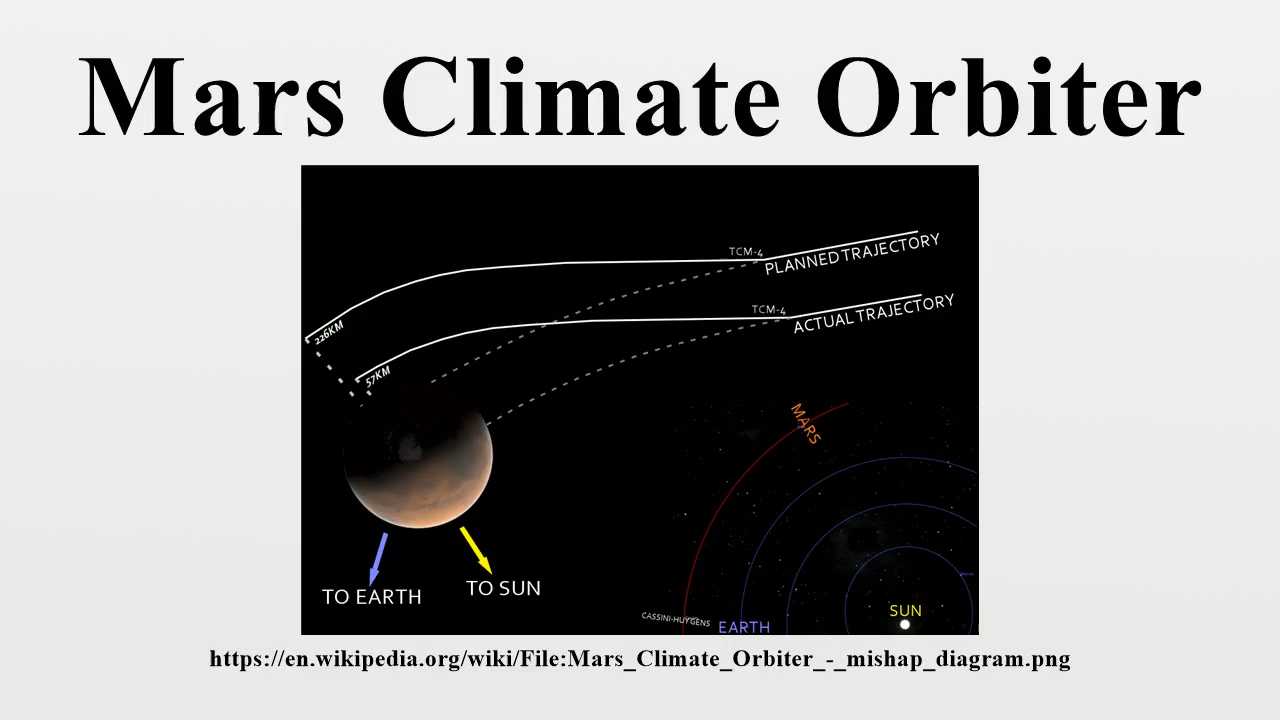 Mars Climate Orbiter
TCM-4
PLANNED TRAJECTORY
TCM-4
ACTUAL TRAJECTORY
226KM
57KM
MARS
TO EARTH
TO SUN
SUN
CASSINI-HUYGENS
EARTH
https://en.wikipedia.org/wiki/File:Mars_Climate_Orbiter_-_mishap_diagram.png